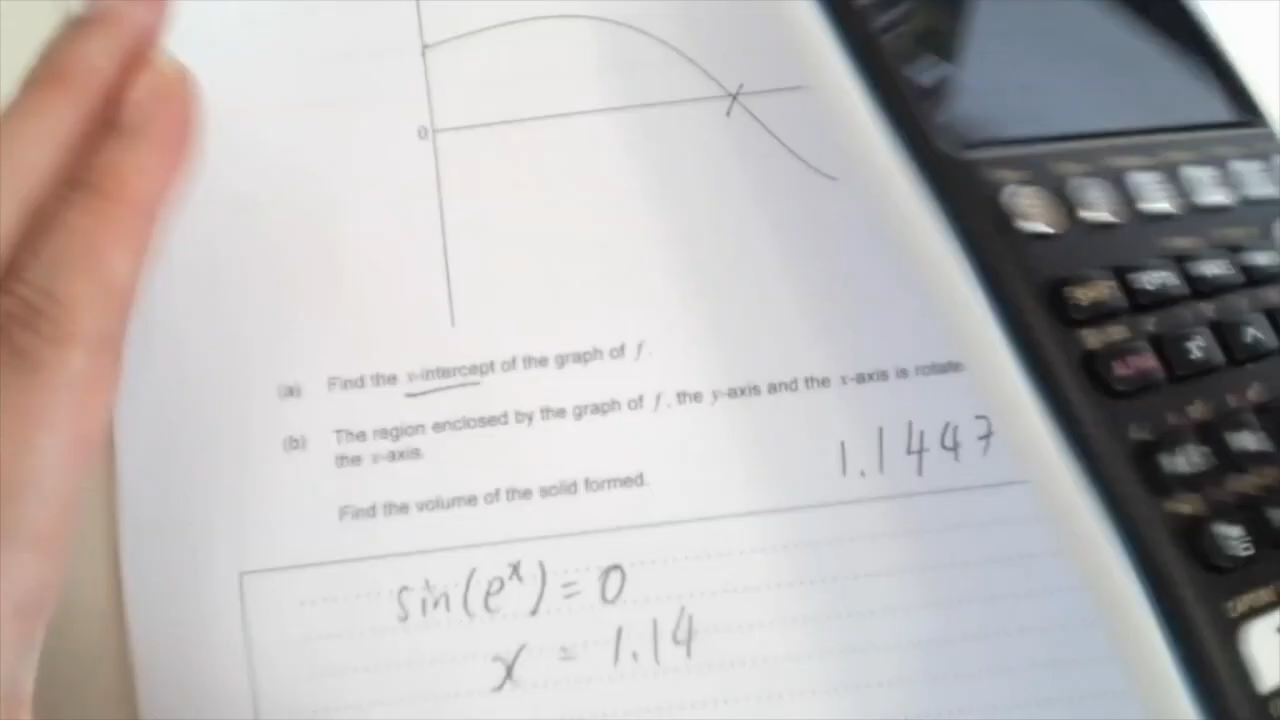 0
(a) Find the x-intercept of the graph of f.
(b) The region enclosed by the graph of f, the y-axis and the x-axis is rotate
the x-axis.
1.1447
Find the volume of the solid formed.
sin(e^x) = 0
x = 1.14